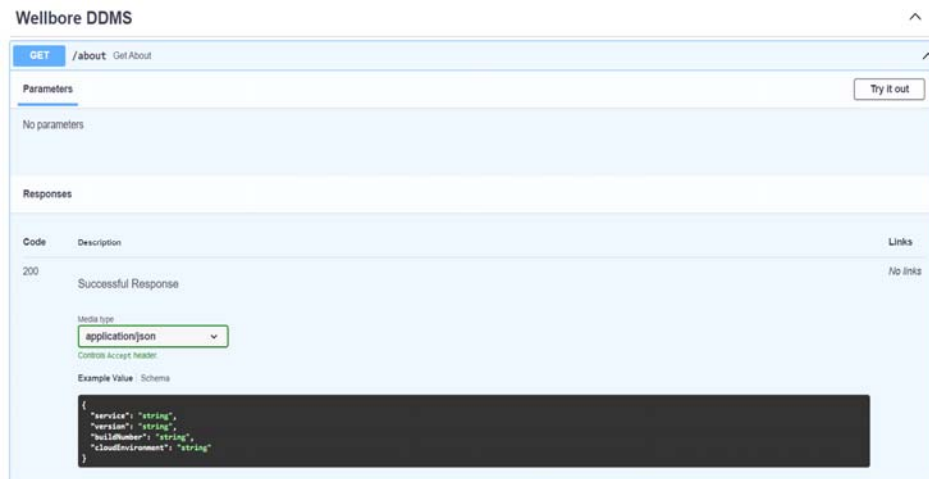 Wellbore DDMS
GET /about Get About
Parameters
Try it out
No parameters
Responses
Code Description Links
200 Successful Response No links
Media type
application/json
Controls Accept header.
Example Value Schema
{
"service": "string",
"version": "string",
"buildNumber": "string",
"cloudEnvironment": "string"
}